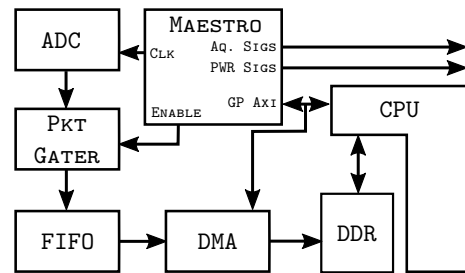 MAESTRO
ADC
CLK
AQ. SIGS
PWR SIGS
GP AXI
CPU
ENABLE
PKT
GATER
FIFO
DMA
DDR